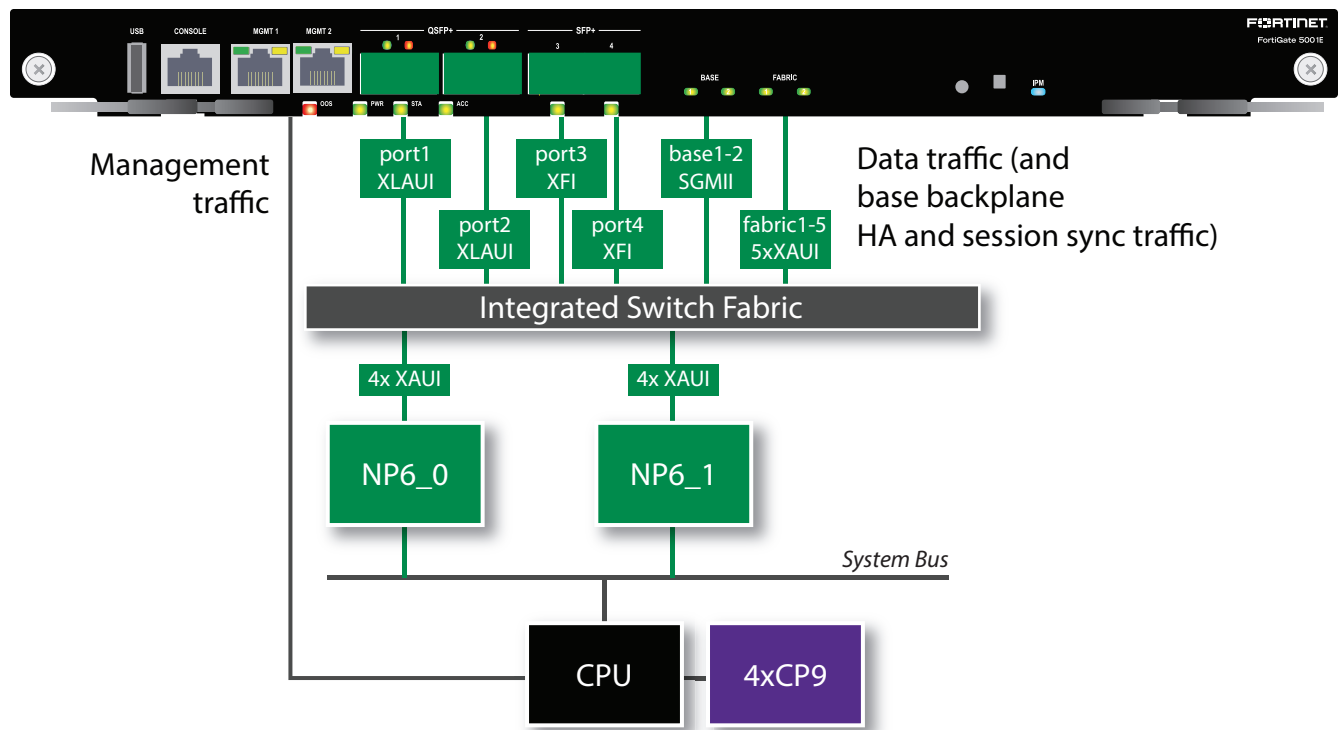 USB CONSOLE MGMT 1 MGMT 2 QSFP+ SFP+ FORTINET
1 2 3 4 FortiGate 5001E
BASE FABRIC IPM
OOS PWR STA ACC
Management
traffic
port1
XLAUI
port2
XLAUI
port3
XFI
port4
XFI
base1-2
SGMII
fabric1-5
5xXAUI
Data traffic (and
base backplane
HA and session sync traffic)
Integrated Switch Fabric
4x XAUI 4x XAUI
NP6_0 NP6_1
System Bus
CPU 4xCP9